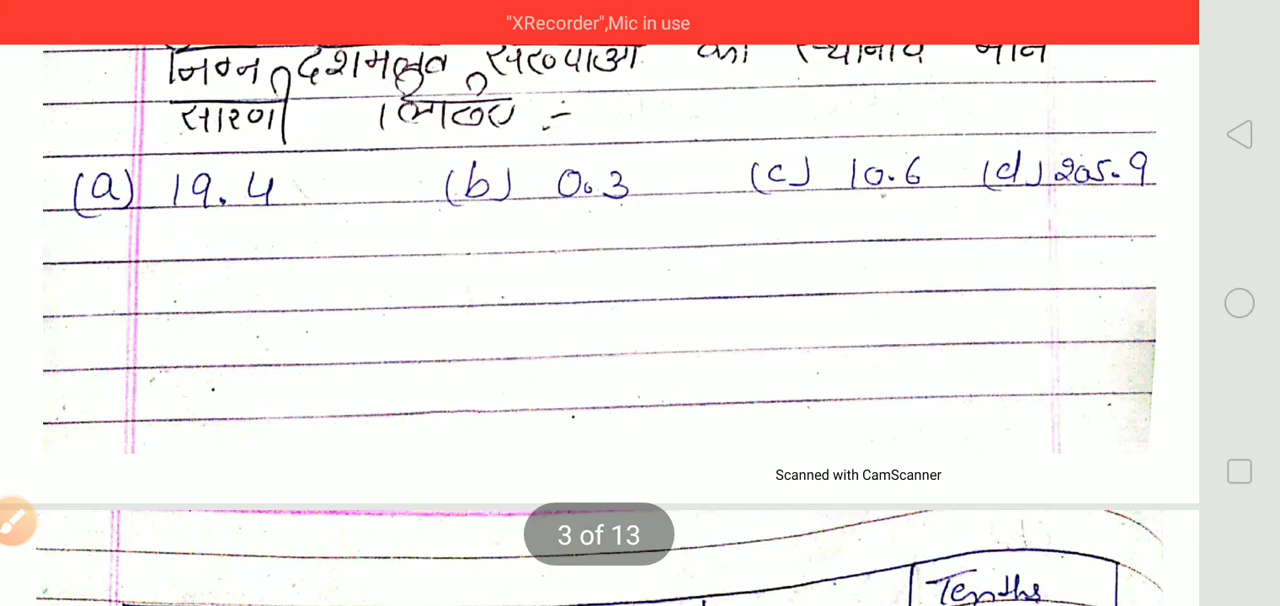 "XRecorder",Mic in use
निम्न दशमलव संख्याओं का स्थानीय मान
सारणी लिखिए :-
(a) 19.4 (b) 0.3 (c) 10.6 (d) 205.9
Scanned with CamScanner
3 of 13
Tenths